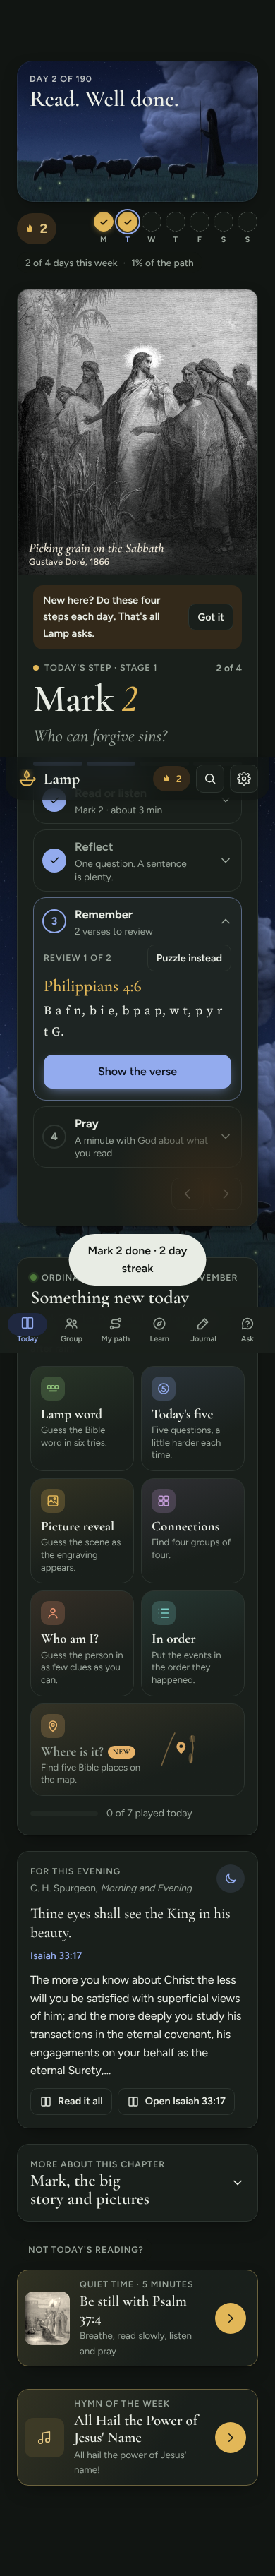 DAY 2 OF 190
Read. Well done.
2
M T W T F S S
2 of 4 days this week · 1% of the path
Picking grain on the Sabbath
Gustave Doré, 1866
New here? Do these four
steps each day. That's all
Lamp asks.
Got it
TODAY'S STEP · STAGE 1
2 of 4
Mark 2
Who can forgive sins?
Lamp
2
Read or listen
Mark 2 · about 3 min
Reflect
One question. A sentence
is plenty.
3
Remember
2 verses to review
REVIEW 1 OF 2
Puzzle instead
Philippians 4:6
B a f n, b i e, b p a p, w t, p y r
t G.
Show the verse
4
Pray
A minute with God about what
you read
Mark 2 done · 2 day
streak
Something new today
Today
Group
My path
Learn
Journal
Ask
Lamp word
Guess the Bible
word in six tries.
5
Today's five
Five questions, a
little harder each
time.
Picture reveal
Guess the scene as
the engraving
appears.
Connections
Find four groups of
four.
Who am I?
Guess the person in
as few clues as you
can.
In order
Put the events in
the order they
happened.
Where is it? NEW
Find five Bible places on
the map.
0 of 7 played today
FOR THIS EVENING
C. H. Spurgeon, Morning and Evening
Thine eyes shall see the King in his
beauty.
Isaiah 33:17
The more you know about Christ the less
will you be satisfied with superficial views
of him; and the more deeply you study his
transactions in the eternal covenant, his
engagements on your behalf as the
eternal Surety,…
Read it all
Open Isaiah 33:17
MORE ABOUT THIS CHAPTER
Mark, the big
story and pictures
NOT TODAY'S READING?
QUIET TIME · 5 MINUTES
Be still with Psalm
37:4
Breathe, read slowly, listen
and pray
HYMN OF THE WEEK
All Hail the Power of
Jesus' Name
All hail the power of Jesus'
name!